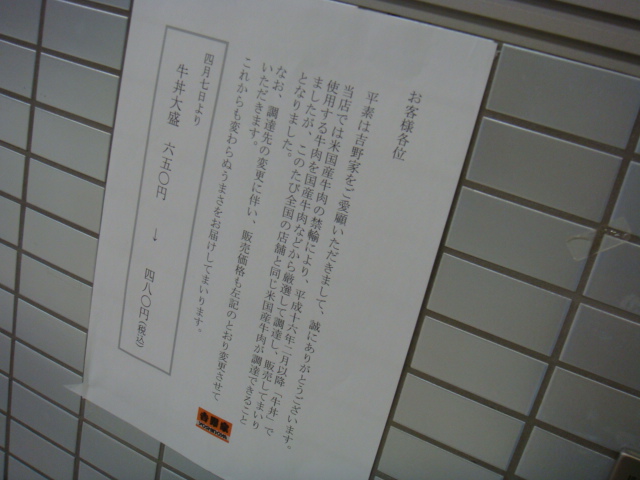 お客様各位
平素は吉野家をご愛顧いただきまして、誠にありがとうございます。
当店では米国産牛肉の禁輸により、平成十六年二月以降「牛丼」で
使用する牛肉を国産牛肉などから厳選して調達し、販売してまいり
ましたが、このたび全国の店舗と同じ米国産牛肉が調達できること
となりました。
なお、調達先の変更に伴い、販売価格も左記のとおり変更させて
いただきます。
これからも変わらぬうまさをお届けしてまいります。
四月七日より
牛丼大盛 六五〇円 → 四八〇円(税込)
吉野家